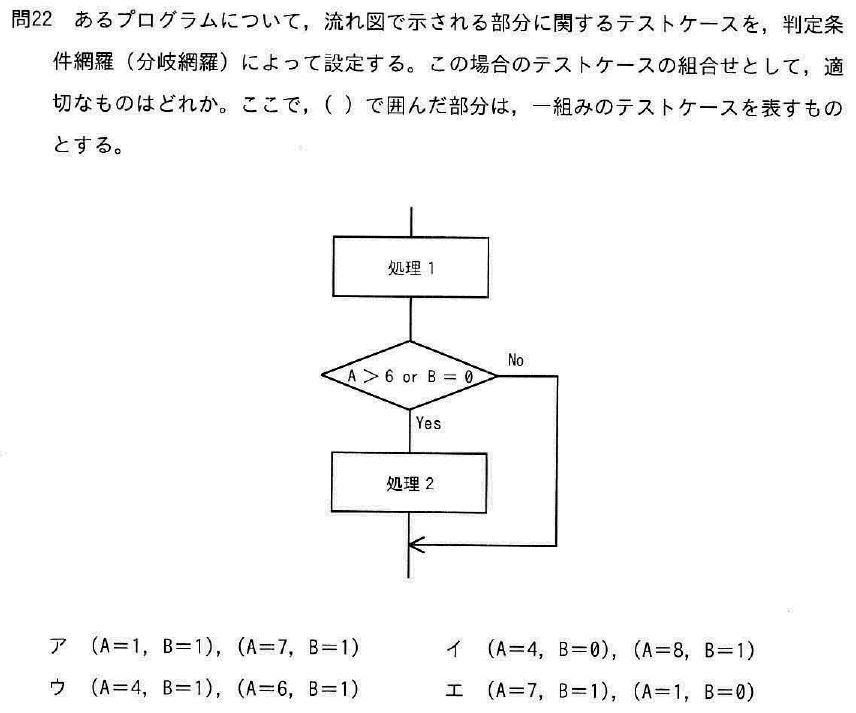 問22 あるプログラムについて，流れ図で示される部分に関するテストケースを，判定条
件網羅（分岐網羅）によって設定する。この場合のテストケースの組合せとして，適
切なものはどれか。ここで，( ) で囲んだ部分は，一組みのテストケースを表すもの
とする。
処理1
A＞6 or B＝0
No
Yes
処理2
ア (A＝1, B＝1), (A＝7, B＝1) イ (A＝4, B＝0), (A＝8, B＝1)
ウ (A＝4, B＝1), (A＝6, B＝1) エ (A＝7, B＝1), (A＝1, B＝0)